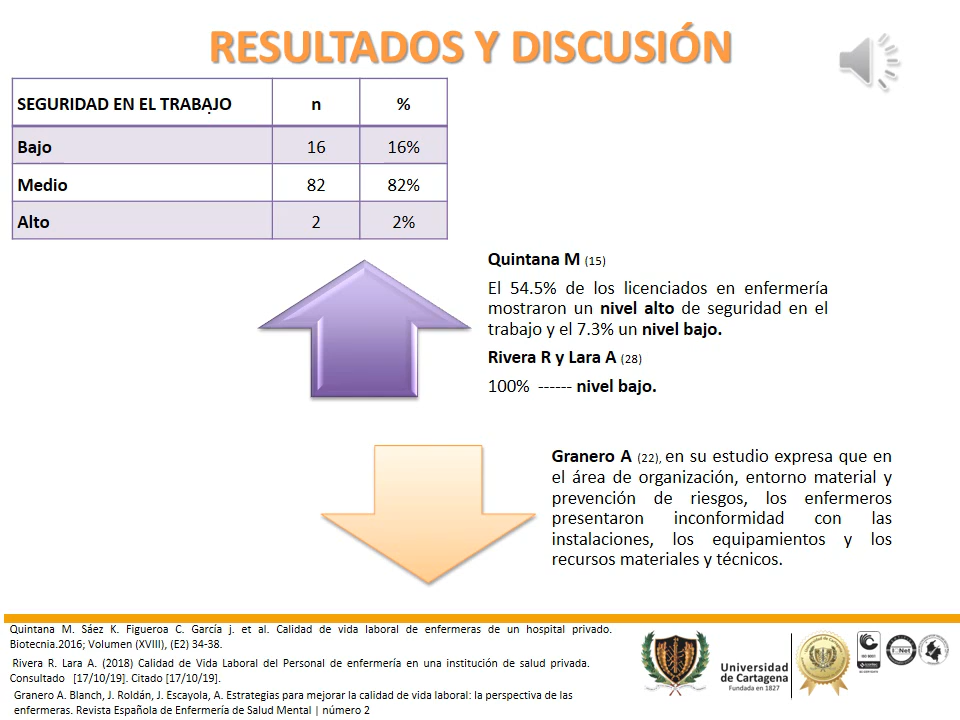 RESULTADOS Y DISCUSIÓN
SEGURIDAD EN EL TRABAJO n %
Bajo 16 16%
Medio 82 82%
Alto 2 2%
Quintana M (15)
El 54.5% de los licenciados en enfermería
mostraron un nivel alto de seguridad en el
trabajo y el 7.3% un nivel bajo.
Rivera R y Lara A (28)
100% ------ nivel bajo.
Granero A (22), en su estudio expresa que en
el área de organización, entorno material y
prevención de riesgos, los enfermeros
presentaron inconformidad con las
instalaciones, los equipamientos y los
recursos materiales y técnicos.
Quintana M. Sáez K. Figueroa C. García j. et al. Calidad de vida laboral de enfermeras de un hospital privado.
Biotecnia.2016; Volumen (XVIII), (E2) 34-38.
Rivera R. Lara A. (2018) Calidad de Vida Laboral del Personal de enfermería en una institución de salud privada.
Consultado [17/10/19]. Citado [17/10/19].
Granero A. Blanch, J. Roldán, J. Escayola, A. Estrategias para mejorar la calidad de vida laboral: la perspectiva de las
enfermeras. Revista Española de Enfermería de Salud Mental | número 2
Universidad
de Cartagena
Fundada en 1827